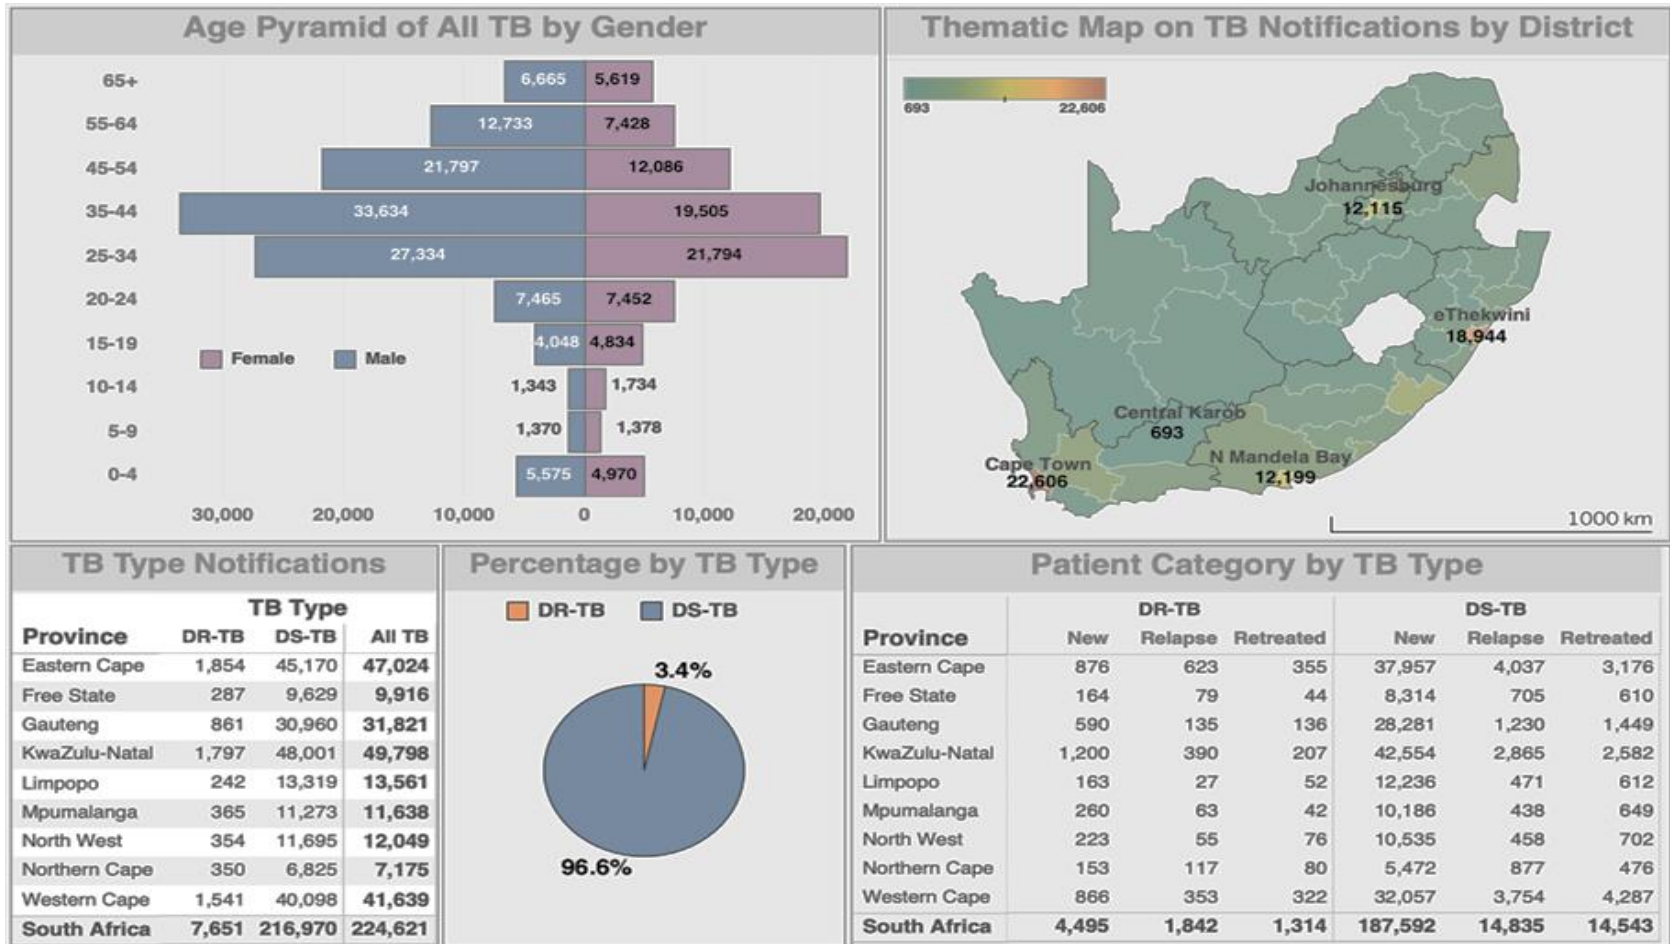 Age Pyramid of All TB by Gender
65+ 6,665 5,619
55-64 12,733 7,428
45-54 21,797 12,086
35-44 33,634 19,505
25-34 27,334 21,794
20-24 7,465 7,452
15-19 4,048 4,834
Female Male
10-14 1,343 1,734
5-9 1,370 1,378
0-4 5,575 4,970
30,000 20,000 10,000 0 10,000 20,000
Thematic Map on TB Notifications by District
693 22,606
Johannesburg
12,115
eThekwini
18,944
Central Karob
693
N Mandela Bay
12,199
Cape Town
22,606
1000 km
TB Type Notifications
TB Type
Province DR-TB DS-TB All TB
Eastern Cape 1,854 45,170 47,024
Free State 287 9,629 9,916
Gauteng 861 30,960 31,821
KwaZulu-Natal 1,797 48,001 49,798
Limpopo 242 13,319 13,561
Mpumalanga 365 11,273 11,638
North West 354 11,695 12,049
Northern Cape 350 6,825 7,175
Western Cape 1,541 40,098 41,639
South Africa 7,651 216,970 224,621
Percentage by TB Type
DR-TB DS-TB
3.4%
96.6%
Patient Category by TB Type
DR-TB DS-TB
Province New Relapse Retreated New Relapse Retreated
Eastern Cape 876 623 355 37,957 4,037 3,176
Free State 164 79 44 8,314 705 610
Gauteng 590 135 136 28,281 1,230 1,449
KwaZulu-Natal 1,200 390 207 42,554 2,865 2,582
Limpopo 163 27 52 12,236 471 612
Mpumalanga 260 63 42 10,186 438 649
North West 223 55 76 10,535 458 702
Northern Cape 153 117 80 5,472 877 476
Western Cape 866 353 322 32,057 3,754 4,287
South Africa 4,495 1,842 1,314 187,592 14,835 14,543